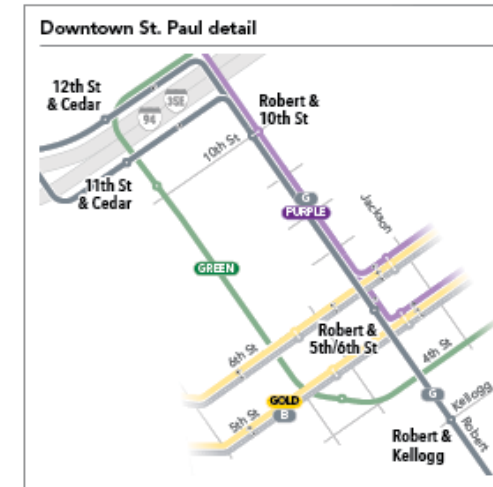 Downtown St. Paul detail
12th St
& Cedar
35E
94
Robert &
10th St
10th St
11th St
& Cedar
G
PURPLE
Jackson
GREEN
Robert &
5th/6th St
6th St
4th St
GOLD
B
5th St
G
Kellogg
Robert
Robert &
Kellogg